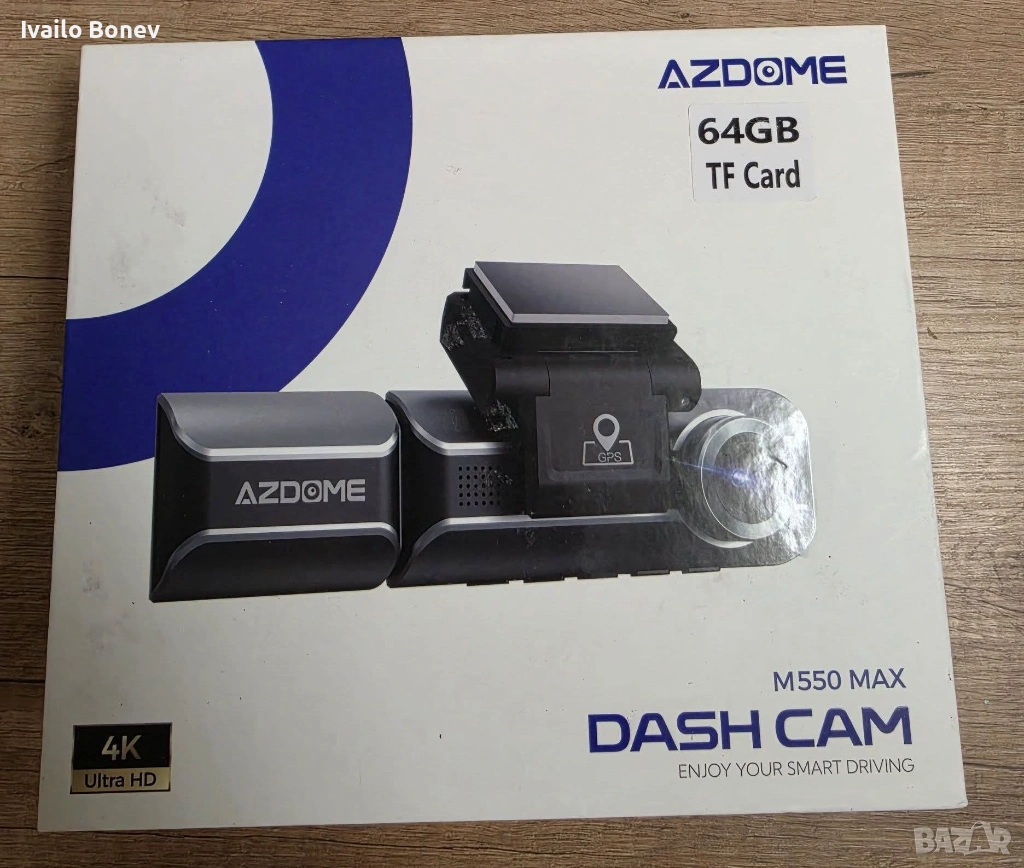 Ivailo Bonev
AZDOME
64GB
TF Card
GPS
AZDOME
M550 MAX
DASH CAM
ENJOY YOUR SMART DRIVING
4K
Ultra HD
BAZAR